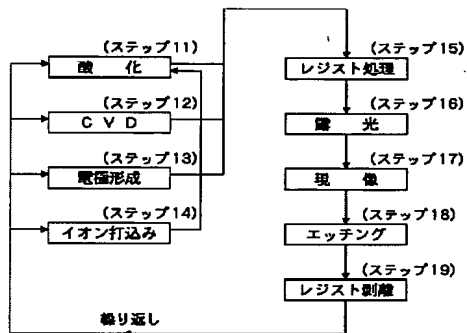 (ステップ11)
酸 化
(ステップ12)
C V D
(ステップ13)
電極形成
(ステップ14)
イオン打込み
繰り返し
(ステップ15)
レジスト処理
(ステップ16)
露 光
(ステップ17)
現 像
(ステップ18)
エッチング
(ステップ19)
レジスト剥離